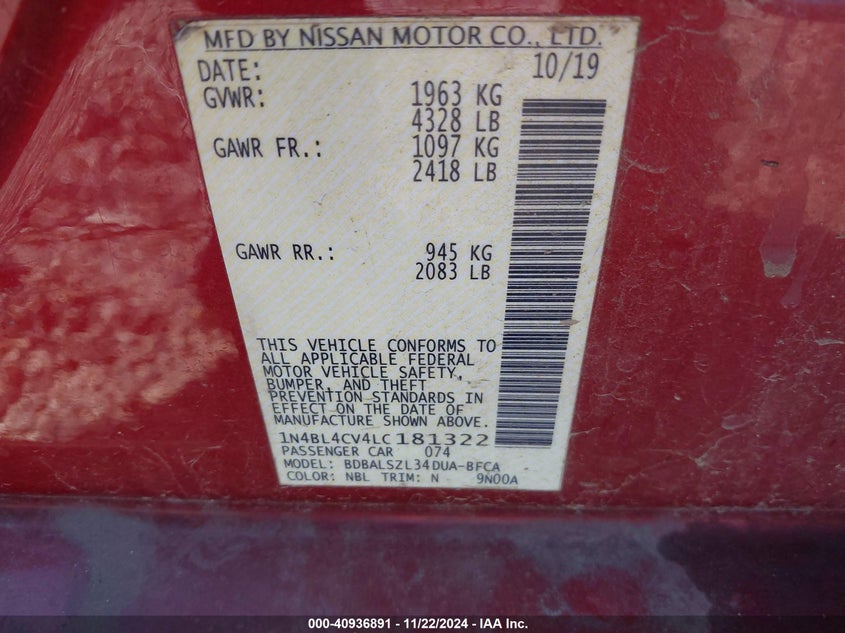 MFD BY NISSAN MOTOR CO., LTD.
DATE: 10/19
GVWR: 1963 KG
4328 LB
GAWR FR.: 1097 KG
2418 LB
GAWR RR.: 945 KG
2083 LB
THIS VEHICLE CONFORMS TO
ALL APPLICABLE FEDERAL
MOTOR VEHICLE SAFETY,
BUMPER, AND THEFT
PREVENTION STANDARDS IN
EFFECT ON THE DATE OF
MANUFACTURE SHOWN ABOVE.
1N4BL4CV4LC181322
PASSENGER CAR 074
MODEL: BDBALSZL34DUA-BFCA
COLOR: NBL TRIM: N 9N00A
000-40936891 - 11/22/2024 - IAA Inc.